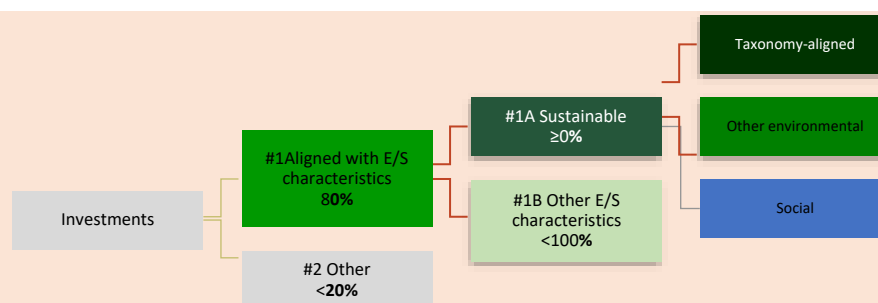 Taxonomy-aligned
#1A Sustainable
≥0%
Other environmental
#1Aligned with E/S
characteristics
80%
#1B Other E/S
characteristics
<100%
Social
Investments
#2 Other
<20%